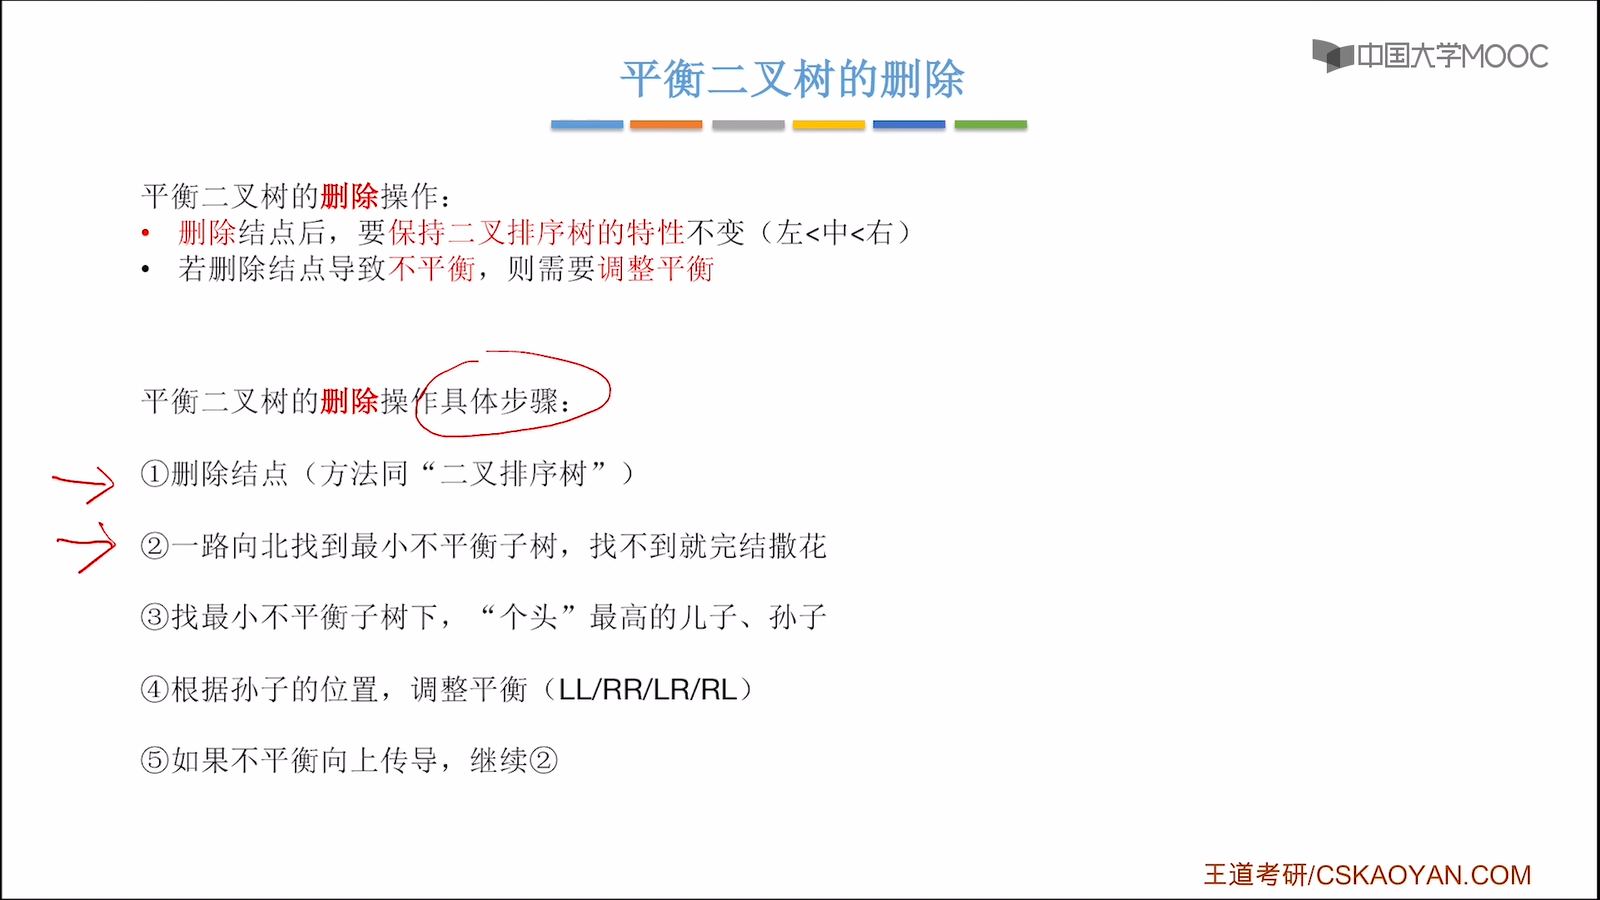 中国大学MOOC
平衡二叉树的删除
平衡二叉树的删除操作：
• 删除结点后，要保持二叉排序树的特性不变（左<中<右）
• 若删除结点导致不平衡，则需要调整平衡
平衡二叉树的删除操作具体步骤：
①删除结点（方法同“二叉排序树”）
②一路向北找到最小不平衡子树，找不到就完结撒花
③找最小不平衡子树下，“个头”最高的儿子、孙子
④根据孙子的位置，调整平衡（LL/RR/LR/RL）
⑤如果不平衡向上传导，继续②
王道考研/CSKAOYAN.COM